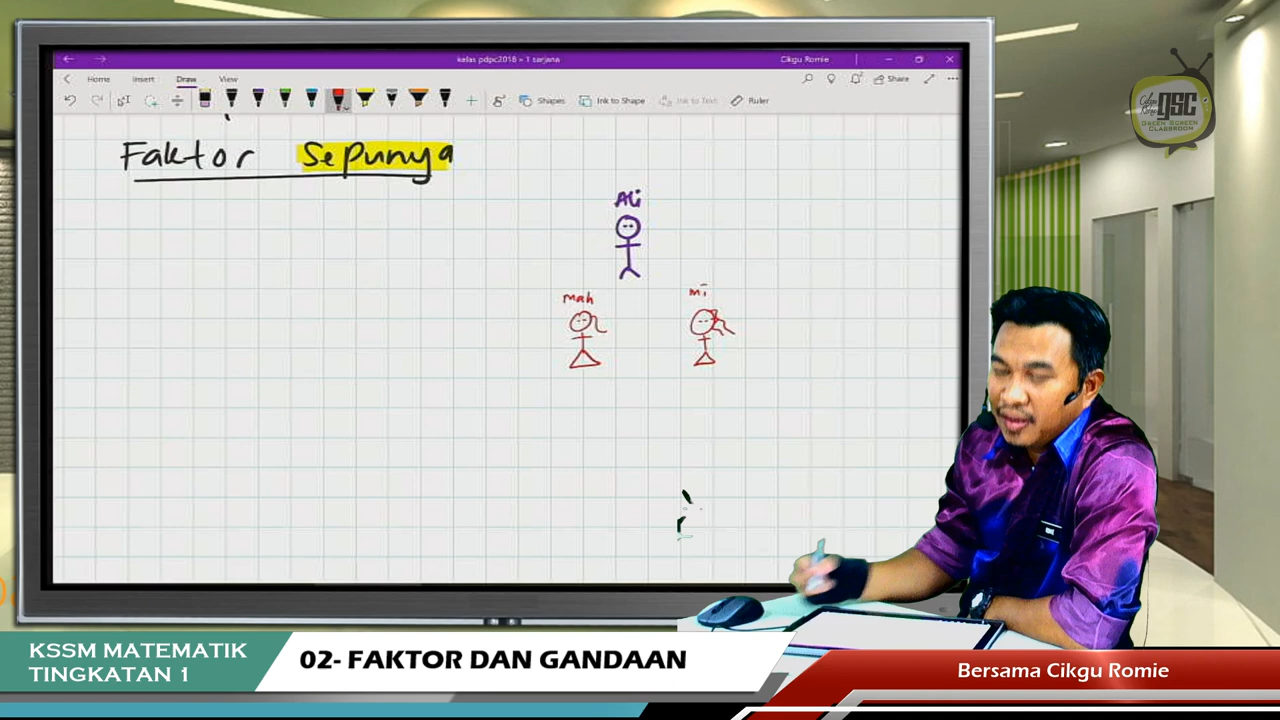 kelas pdpc2018 » 1 sarjana
Cikgu Romie
Home Insert Draw View
Share
Shapes Ink to Shape Ink to Text Ruler
Faktor Sepunya
Ali
mah
mi
Cikgu Romie GSC
GREEN SCREEN
CLASSROOM
KSSM MATEMATIK
TINGKATAN 1
02- FAKTOR DAN GANDAAN
Bersama Cikgu Romie